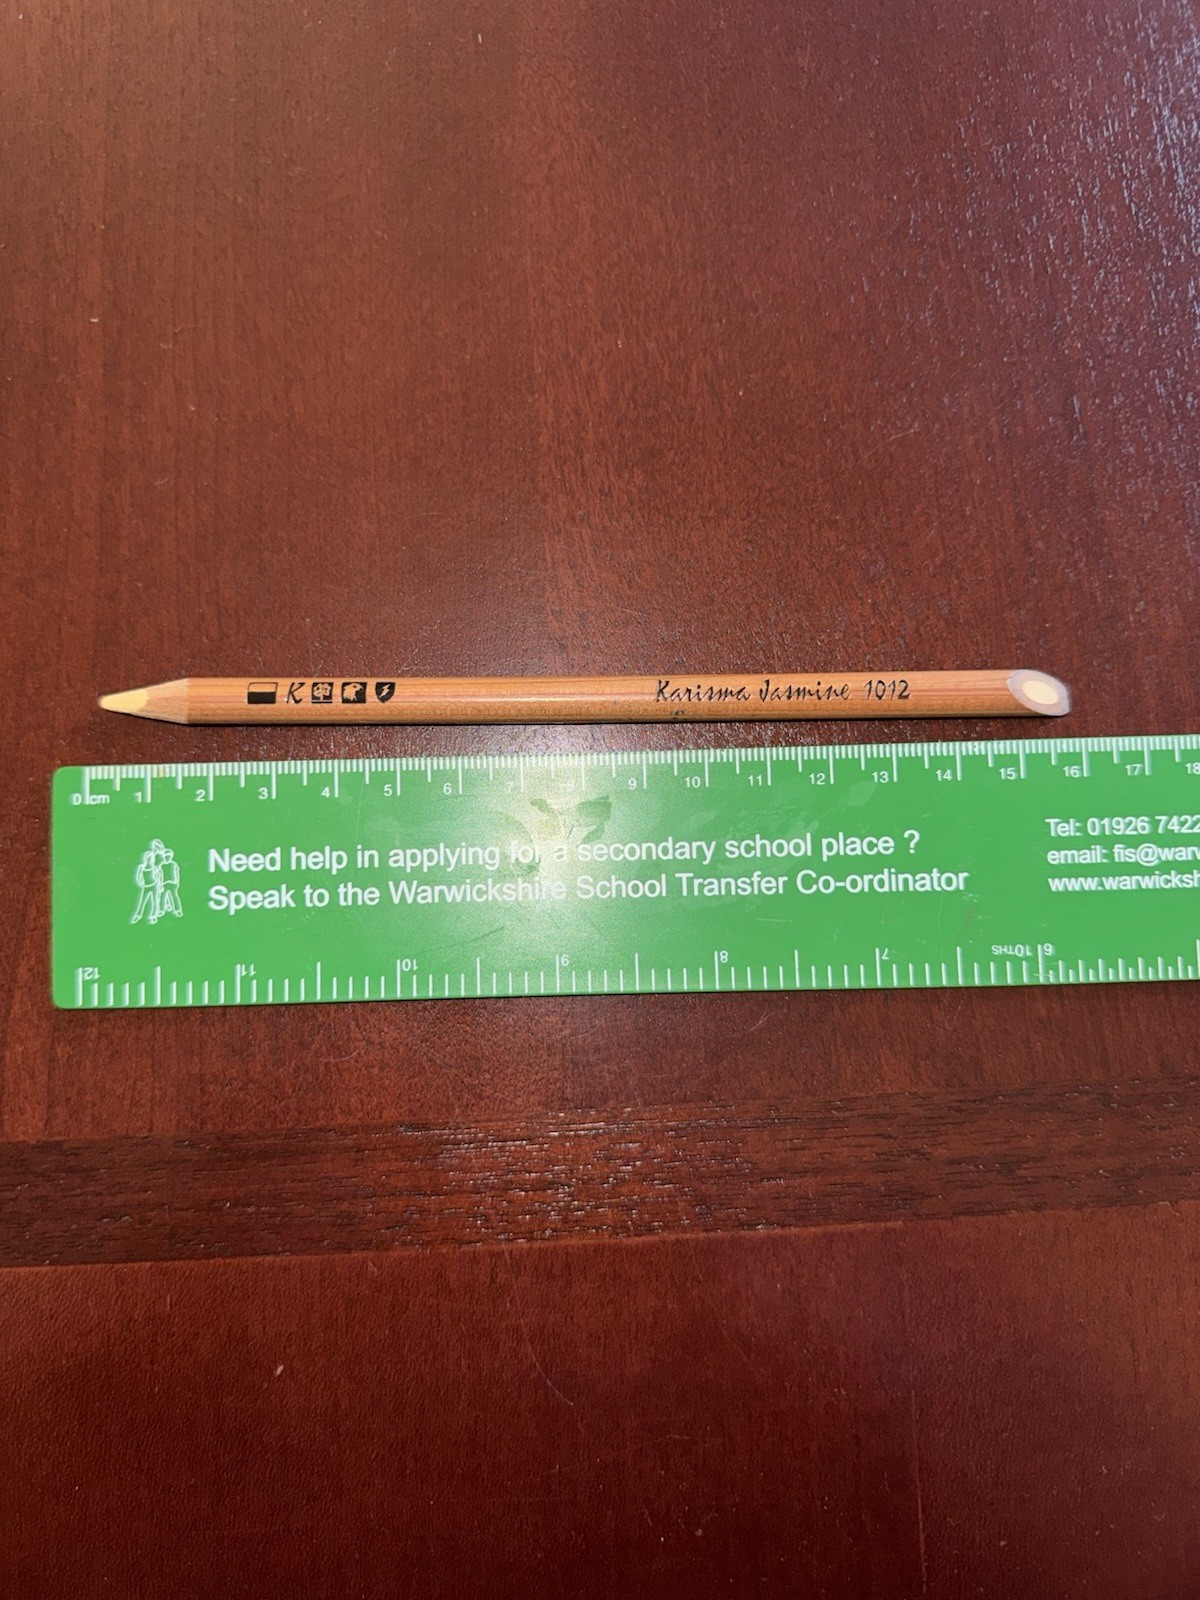 K Karisma Jasmine 1012
0 cm 1 2 3 4 5 6 7 8 9 10 11 12 13 14 15 16 17 18
Need help in applying for a secondary school place ?
Speak to the Warwickshire School Transfer Co-ordinator
Tel: 01926 7422
email: fis@warw
www.warwicksh
12 11 10 9 8 7 10THS 6